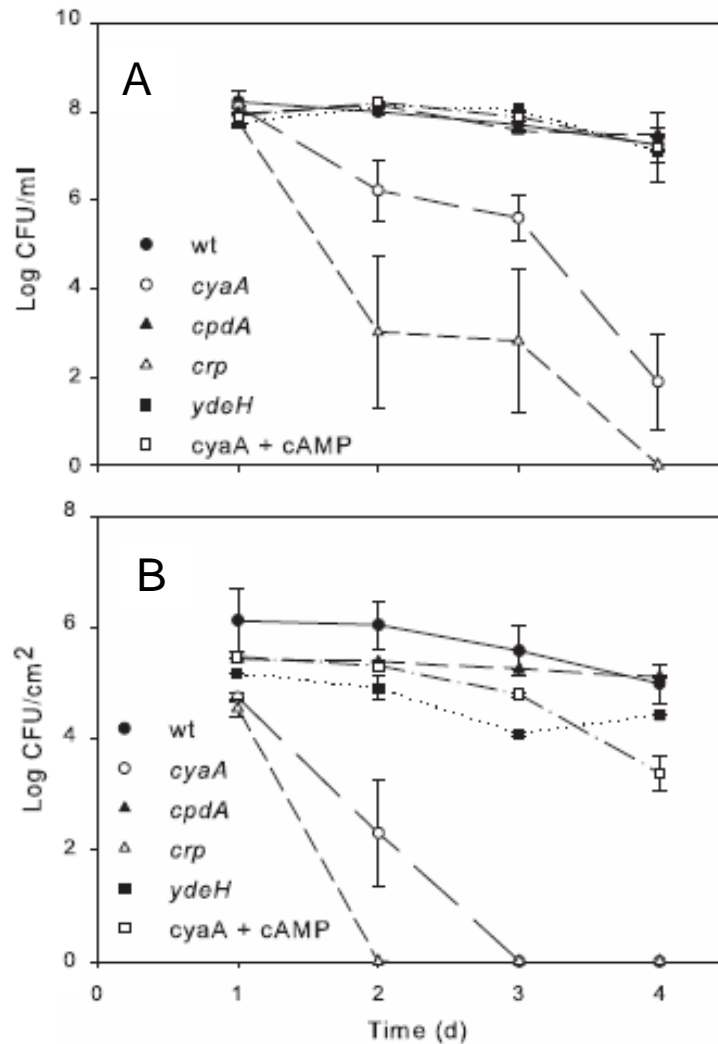 10
A
8
6
4
2
0
Log CFU/ml
wt
cyaA
cpdA
crp
ydeH
cyaA + cAMP
8
B
6
4
2
0
Log CFU/cm2
wt
cyaA
cpdA
crp
ydeH
cyaA + cAMP
0 1 2 3 4
Time (d)